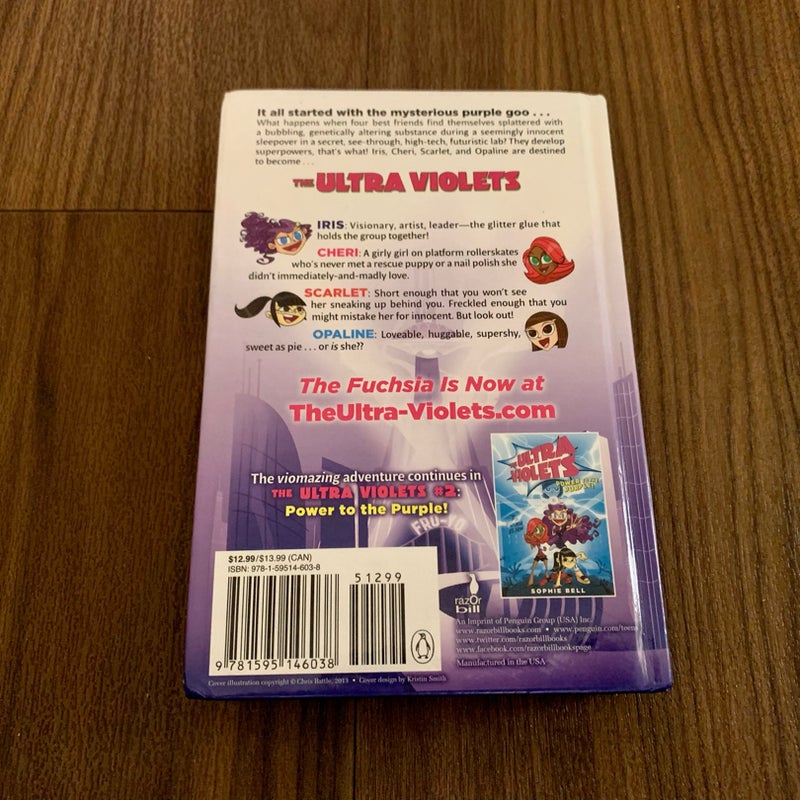 It all started with the mysterious purple goo . . .
What happens when four best friends find themselves splattered with
a bubbling, genetically altering substance during a seemingly innocent
sleepover in a secret, see-through, high-tech, futuristic lab? They develop
superpowers, that's what! Iris, Cheri, Scarlet, and Opaline are destined
to become . . .
THE ULTRA VIOLETS
IRIS: Visionary, artist, leader—the glitter glue that
holds the group together!
CHERI: A girly girl on platform rollerskates
who's never met a rescue puppy or a nail polish she
didn't immediately-and-madly love.
SCARLET: Short enough that you won't see
her sneaking up behind you. Freckled enough that you
might mistake her for innocent. But look out!
OPALINE: Loveable, huggable, supershy,
sweet as pie . . . or is she??
The Fuchsia Is Now at
TheUltra-Violets.com
The viomazing adventure continues in
THE ULTRA VIOLETS #2:
Power to the Purple!
THE ULTRA VIOLETS
POWER TO THE PURPLE!
SOPHIE BELL
FRO-YO
$12.99/$13.99 (CAN)
ISBN: 978-1-59514-603-8
51299
9 781595 146038
razOr
bill
An Imprint of Penguin Group (USA) Inc.
www.razorbillbooks.com • www.penguin.com/teens
www.twitter.com/razorbillbooks
www.facebook.com/razorbillbookspage
Manufactured in the USA
Cover illustration copyright © Chris Battle, 2013 • Cover design by Kristin Smith